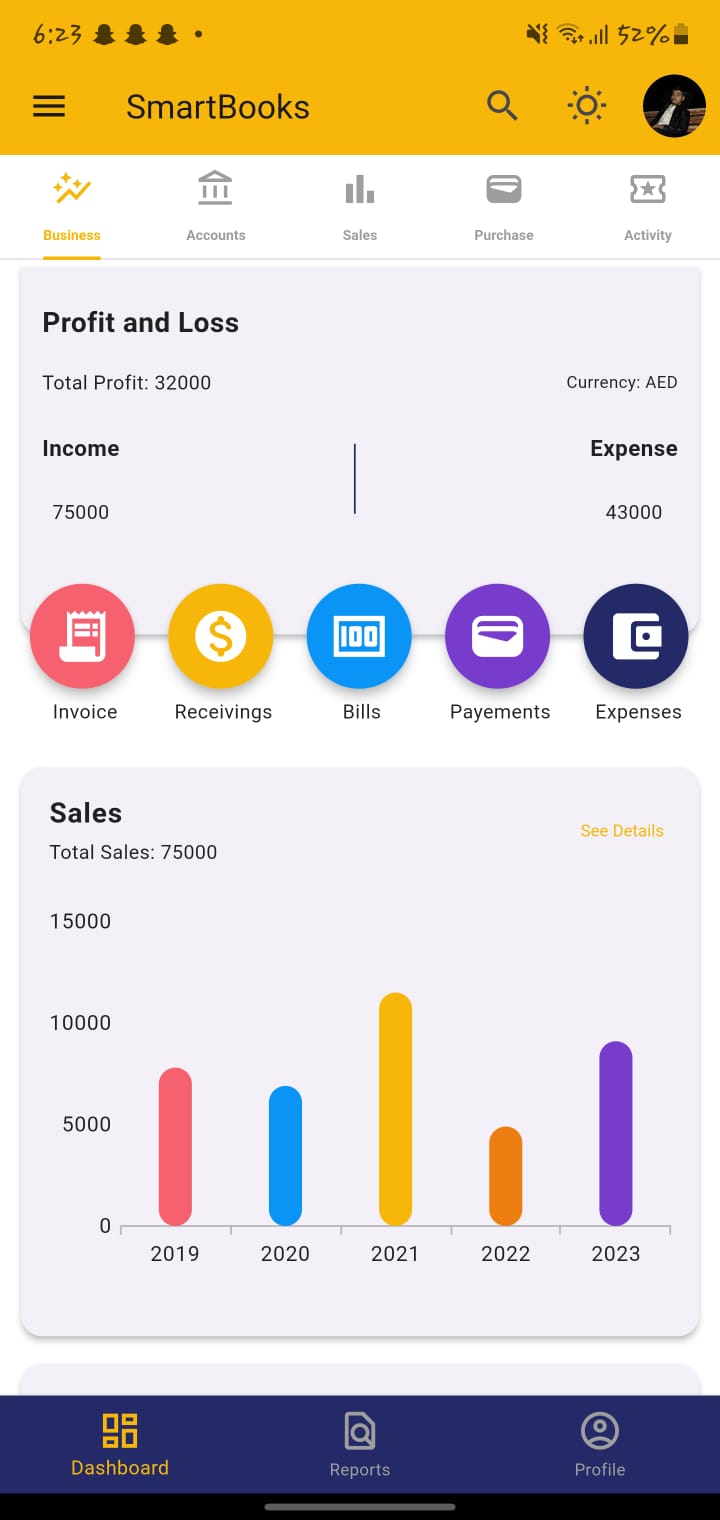 6:23 52%
SmartBooks
Business Accounts Sales Purchase Activity
Profit and Loss
Total Profit: 32000 Currency: AED
Income Expense
75000 43000
100
Invoice Receivings Bills Payements Expenses
Sales
See Details
Total Sales: 75000
15000
10000
5000
0
2019 2020 2021 2022 2023
Dashboard Reports Profile